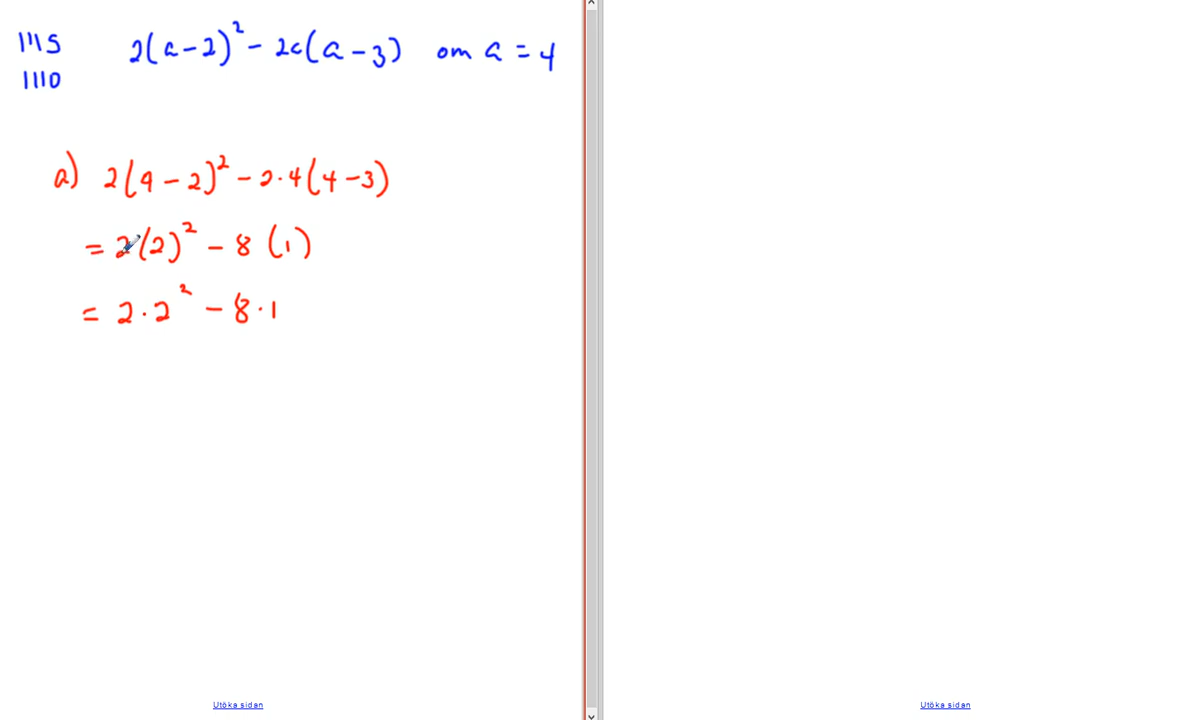 1115 2(a-2)² - 2a(a-3) om a = 4
1110
a) 2(4-2)² - 2·4(4-3)
= 2(2)² - 8(1)
= 2·2² - 8·1
Utöka sidan Utöka sidan